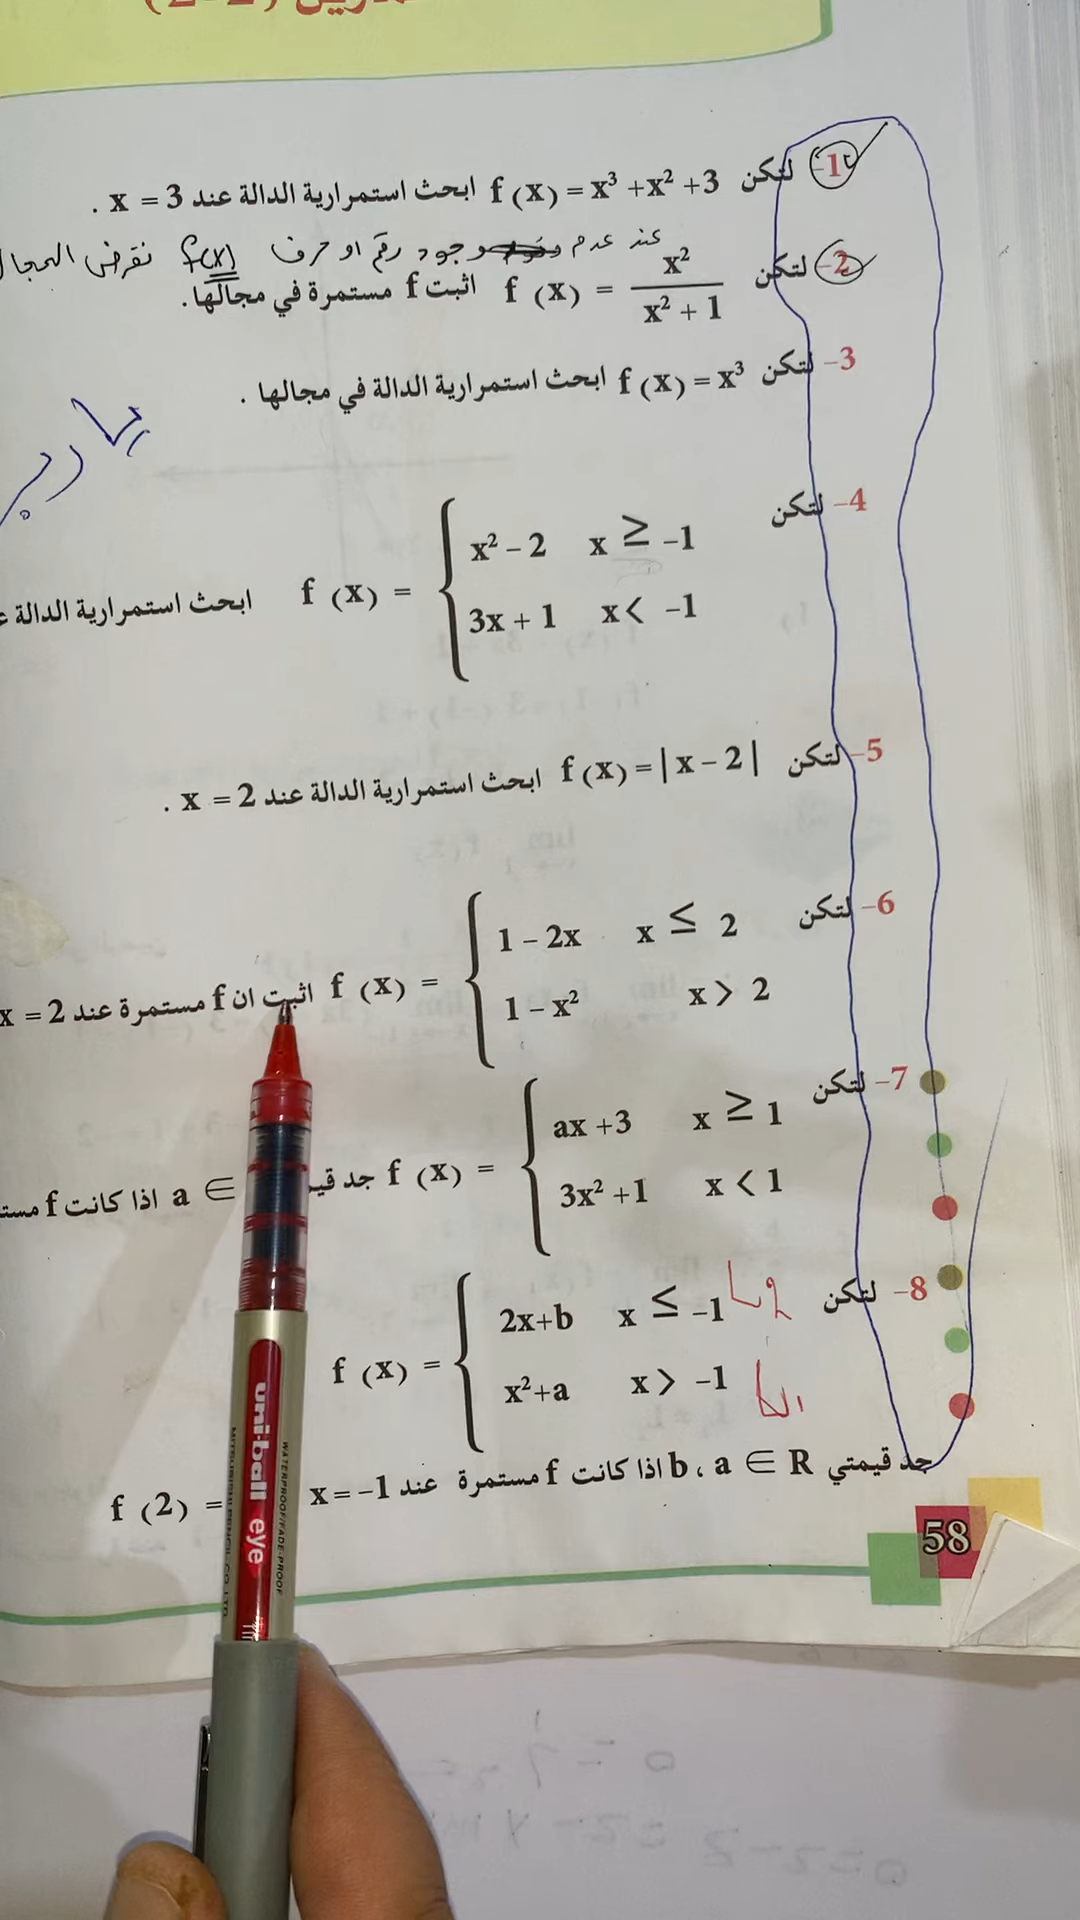 تمارين (2-2)
1- لتكن f (x) = x³ + x² + 3 ابحث استمرارية الدالة عند x = 3 .
عند عدم وجود رقم او حرف f(x) نفرض المجال
2- لتكن f (x) = x² / x² + 1 اثبت f مستمرة في مجالها.
3- لتكن f (x) = x³ ابحث استمرارية الدالة في مجالها .
يارب
4- لتكن
f (x) = { x² – 2 x ≥ –1
3x + 1 x < –1
ابحث استمرارية الدالة
5- لتكن f (x) = | x – 2 | ابحث استمرارية الدالة عند x = 2 .
6- لتكن
f (x) = { 1 – 2x x ≤ 2
1 – x² x > 2
اثبت ان f مستمرة عند x = 2
7- لتكن
f (x) = { ax +3 x ≥ 1
3x² +1 x < 1
جد a ∈ اذا كانت f
8- لتكن
f (x) = { 2x+b x ≤ –1 L2
x²+a x > –1 L1
جد قيمتي b ، a ∈ R اذا كانت f مستمرة عند x = –1 f (2) =
58
uni-ball eye
WATERPROOF/FADE-PROOF